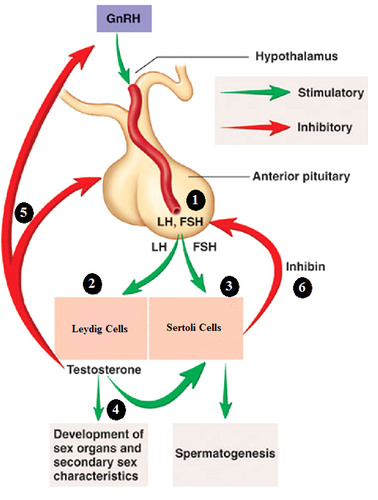 GnRH
Hypothalamus
Stimulatory
Inhibitory
Anterior pituitary
1
LH, FSH
LH
FSH
5
2
3
Inhibin
6
Leydig Cells
Sertoli Cells
Testosterone
4
Development of
sex organs and
secondary sex
characteristics
Spermatogenesis